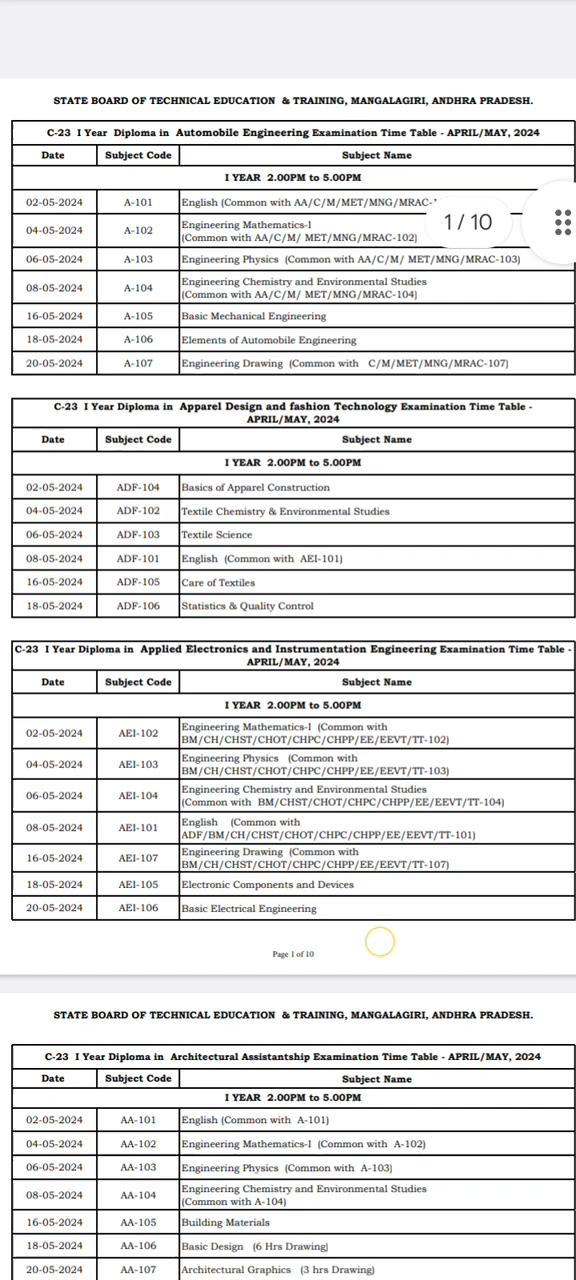 STATE BOARD OF TECHNICAL EDUCATION & TRAINING, MANGALAGIRI, ANDHRA PRADESH.
C-23 I Year Diploma in Automobile Engineering Examination Time Table - APRIL/MAY, 2024
Date Subject Code Subject Name
I YEAR 2.00PM to 5.00PM
02-05-2024 A-101 English (Common with AA/C/M/MET/MNG/MRAC-
1 / 10
04-05-2024 A-102 Engineering Mathematics-I
(Common with AA/C/M/ MET/MNG/MRAC-102)
06-05-2024 A-103 Engineering Physics (Common with AA/C/M/ MET/MNG/MRAC-103)
08-05-2024 A-104 Engineering Chemistry and Environmental Studies
(Common with AA/C/M/ MET/MNG/MRAC-104)
16-05-2024 A-105 Basic Mechanical Engineering
18-05-2024 A-106 Elements of Automobile Engineering
20-05-2024 A-107 Engineering Drawing (Common with C/M/MET/MNG/MRAC-107)
C-23 I Year Diploma in Apparel Design and fashion Technology Examination Time Table -
APRIL/MAY, 2024
Date Subject Code Subject Name
I YEAR 2.00PM to 5.00PM
02-05-2024 ADF-104 Basics of Apparel Construction
04-05-2024 ADF-102 Textile Chemistry & Environmental Studies
06-05-2024 ADF-103 Textile Science
08-05-2024 ADF-101 English (Common with AEI-101)
16-05-2024 ADF-105 Care of Textiles
18-05-2024 ADF-106 Statistics & Quality Control
C-23 I Year Diploma in Applied Electronics and Instrumentation Engineering Examination Time Table -
APRIL/MAY, 2024
Date Subject Code Subject Name
I YEAR 2.00PM to 5.00PM
02-05-2024 AEI-102 Engineering Mathematics-I (Common with
BM/CH/CHST/CHOT/CHPC/CHPP/EE/EEVT/TT-102)
04-05-2024 AEI-103 Engineering Physics (Common with
BM/CH/CHST/CHOT/CHPC/CHPP/EE/EEVT/TT-103)
06-05-2024 AEI-104 Engineering Chemistry and Environmental Studies
(Common with BM/CHST/CHOT/CHPC/CHPP/EE/EEVT/TT-104)
08-05-2024 AEI-101 English (Common with
ADF/BM/CH/CHST/CHOT/CHPC/CHPP/EE/EEVT/TT-101)
16-05-2024 AEI-107 Engineering Drawing (Common with
BM/CH/CHST/CHOT/CHPC/CHPP/EE/EEVT/TT-107)
18-05-2024 AEI-105 Electronic Components and Devices
20-05-2024 AEI-106 Basic Electrical Engineering
Page 1 of 10
STATE BOARD OF TECHNICAL EDUCATION & TRAINING, MANGALAGIRI, ANDHRA PRADESH.
C-23 I Year Diploma in Architectural Assistantship Examination Time Table - APRIL/MAY, 2024
Date Subject Code Subject Name
I YEAR 2.00PM to 5.00PM
02-05-2024 AA-101 English (Common with A-101)
04-05-2024 AA-102 Engineering Mathematics-I (Common with A-102)
06-05-2024 AA-103 Engineering Physics (Common with A-103)
08-05-2024 AA-104 Engineering Chemistry and Environmental Studies
(Common with A-104)
16-05-2024 AA-105 Building Materials
18-05-2024 AA-106 Basic Design (6 Hrs Drawing)
20-05-2024 AA-107 Architectural Graphics (3 hrs Drawing)